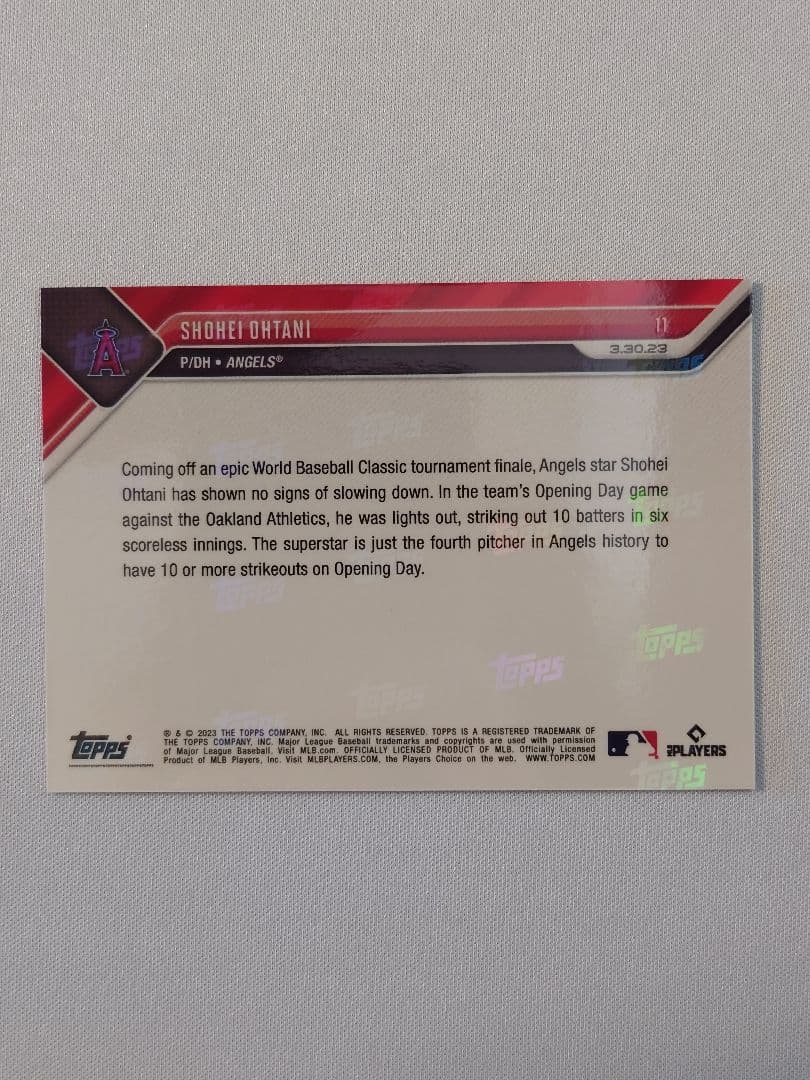 SHOHEI OHTANI
11
3.30.23
P/DH • ANGELS®
Coming off an epic World Baseball Classic tournament finale, Angels star Shohei
Ohtani has shown no signs of slowing down. In the team's Opening Day game
against the Oakland Athletics, he was lights out, striking out 10 batters in six
scoreless innings. The superstar is just the fourth pitcher in Angels history to
have 10 or more strikeouts on Opening Day.
topps
topps
topps
topps
® & © 2023 THE TOPPS COMPANY, INC. ALL RIGHTS RESERVED. TOPPS IS A REGISTERED TRADEMARK OF
THE TOPPS COMPANY, INC. Major League Baseball trademarks and copyrights are used with permission
of Major League Baseball. Visit MLB.com. OFFICIALLY LICENSED PRODUCT OF MLB. Officially Licensed
Product of MLB Players, Inc. Visit MLBPLAYERS.COM, the Players Choice on the web. WWW.TOPPS.COM
PLAYERS